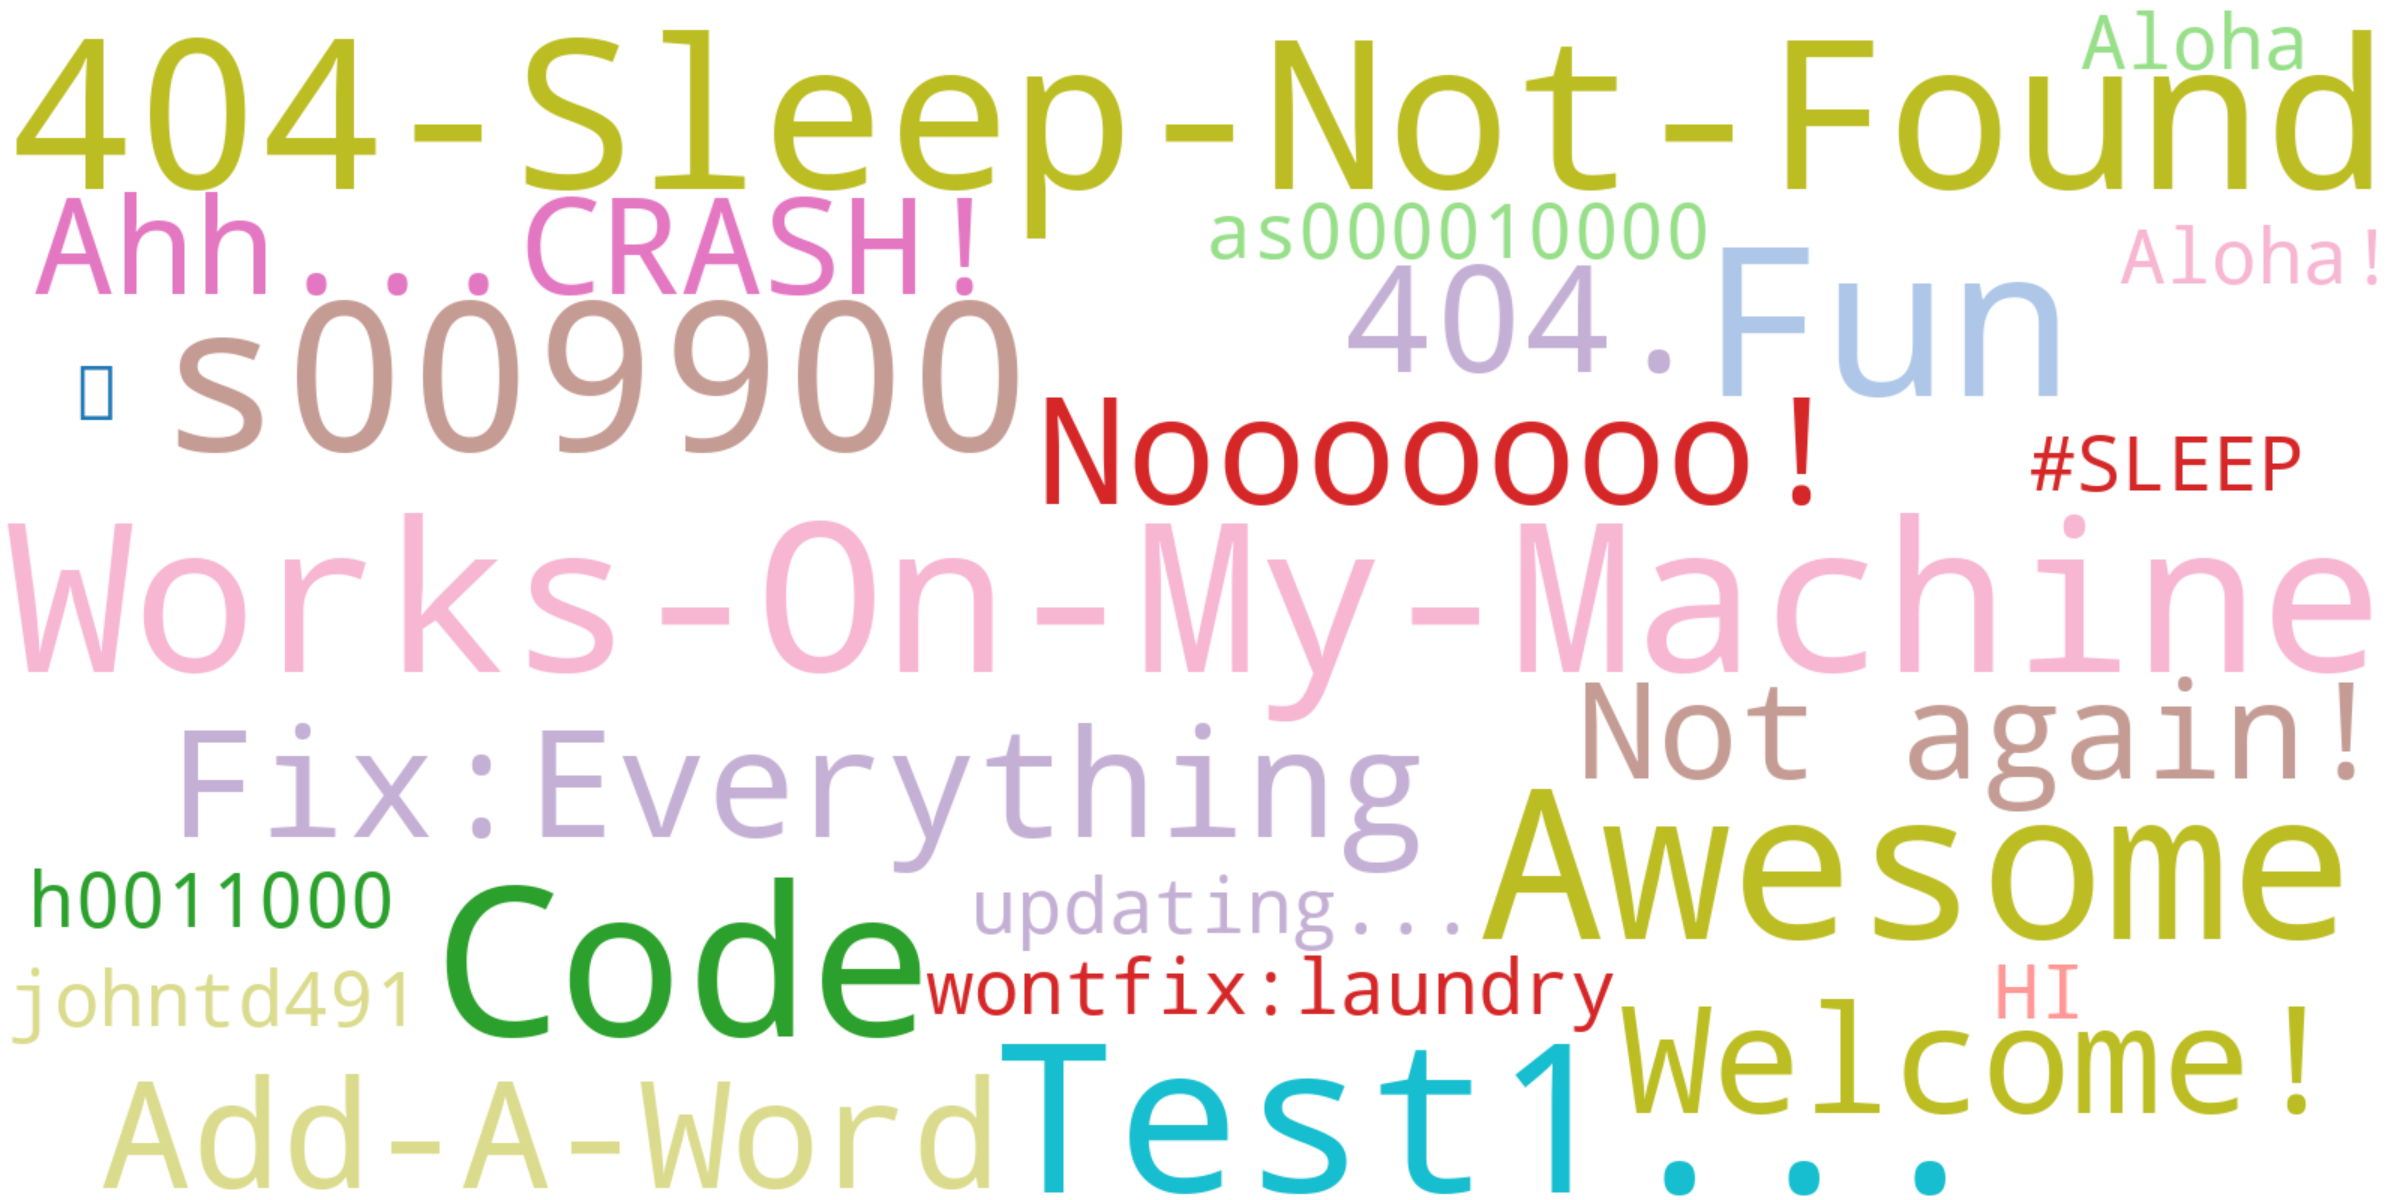 404-Sleep-Not-Found
Aloha
Ahh...CRASH!
as000010000
Aloha!
404.
Fun
s009900
Nooooooo!
#SLEEP
Works-On-My-Machine
Not again!
Fix:Everything
Awesome
h0011000
Code
updating...
johntd491
wontfix:laundry
HI
Welcome!
Add-A-Word
Test1...